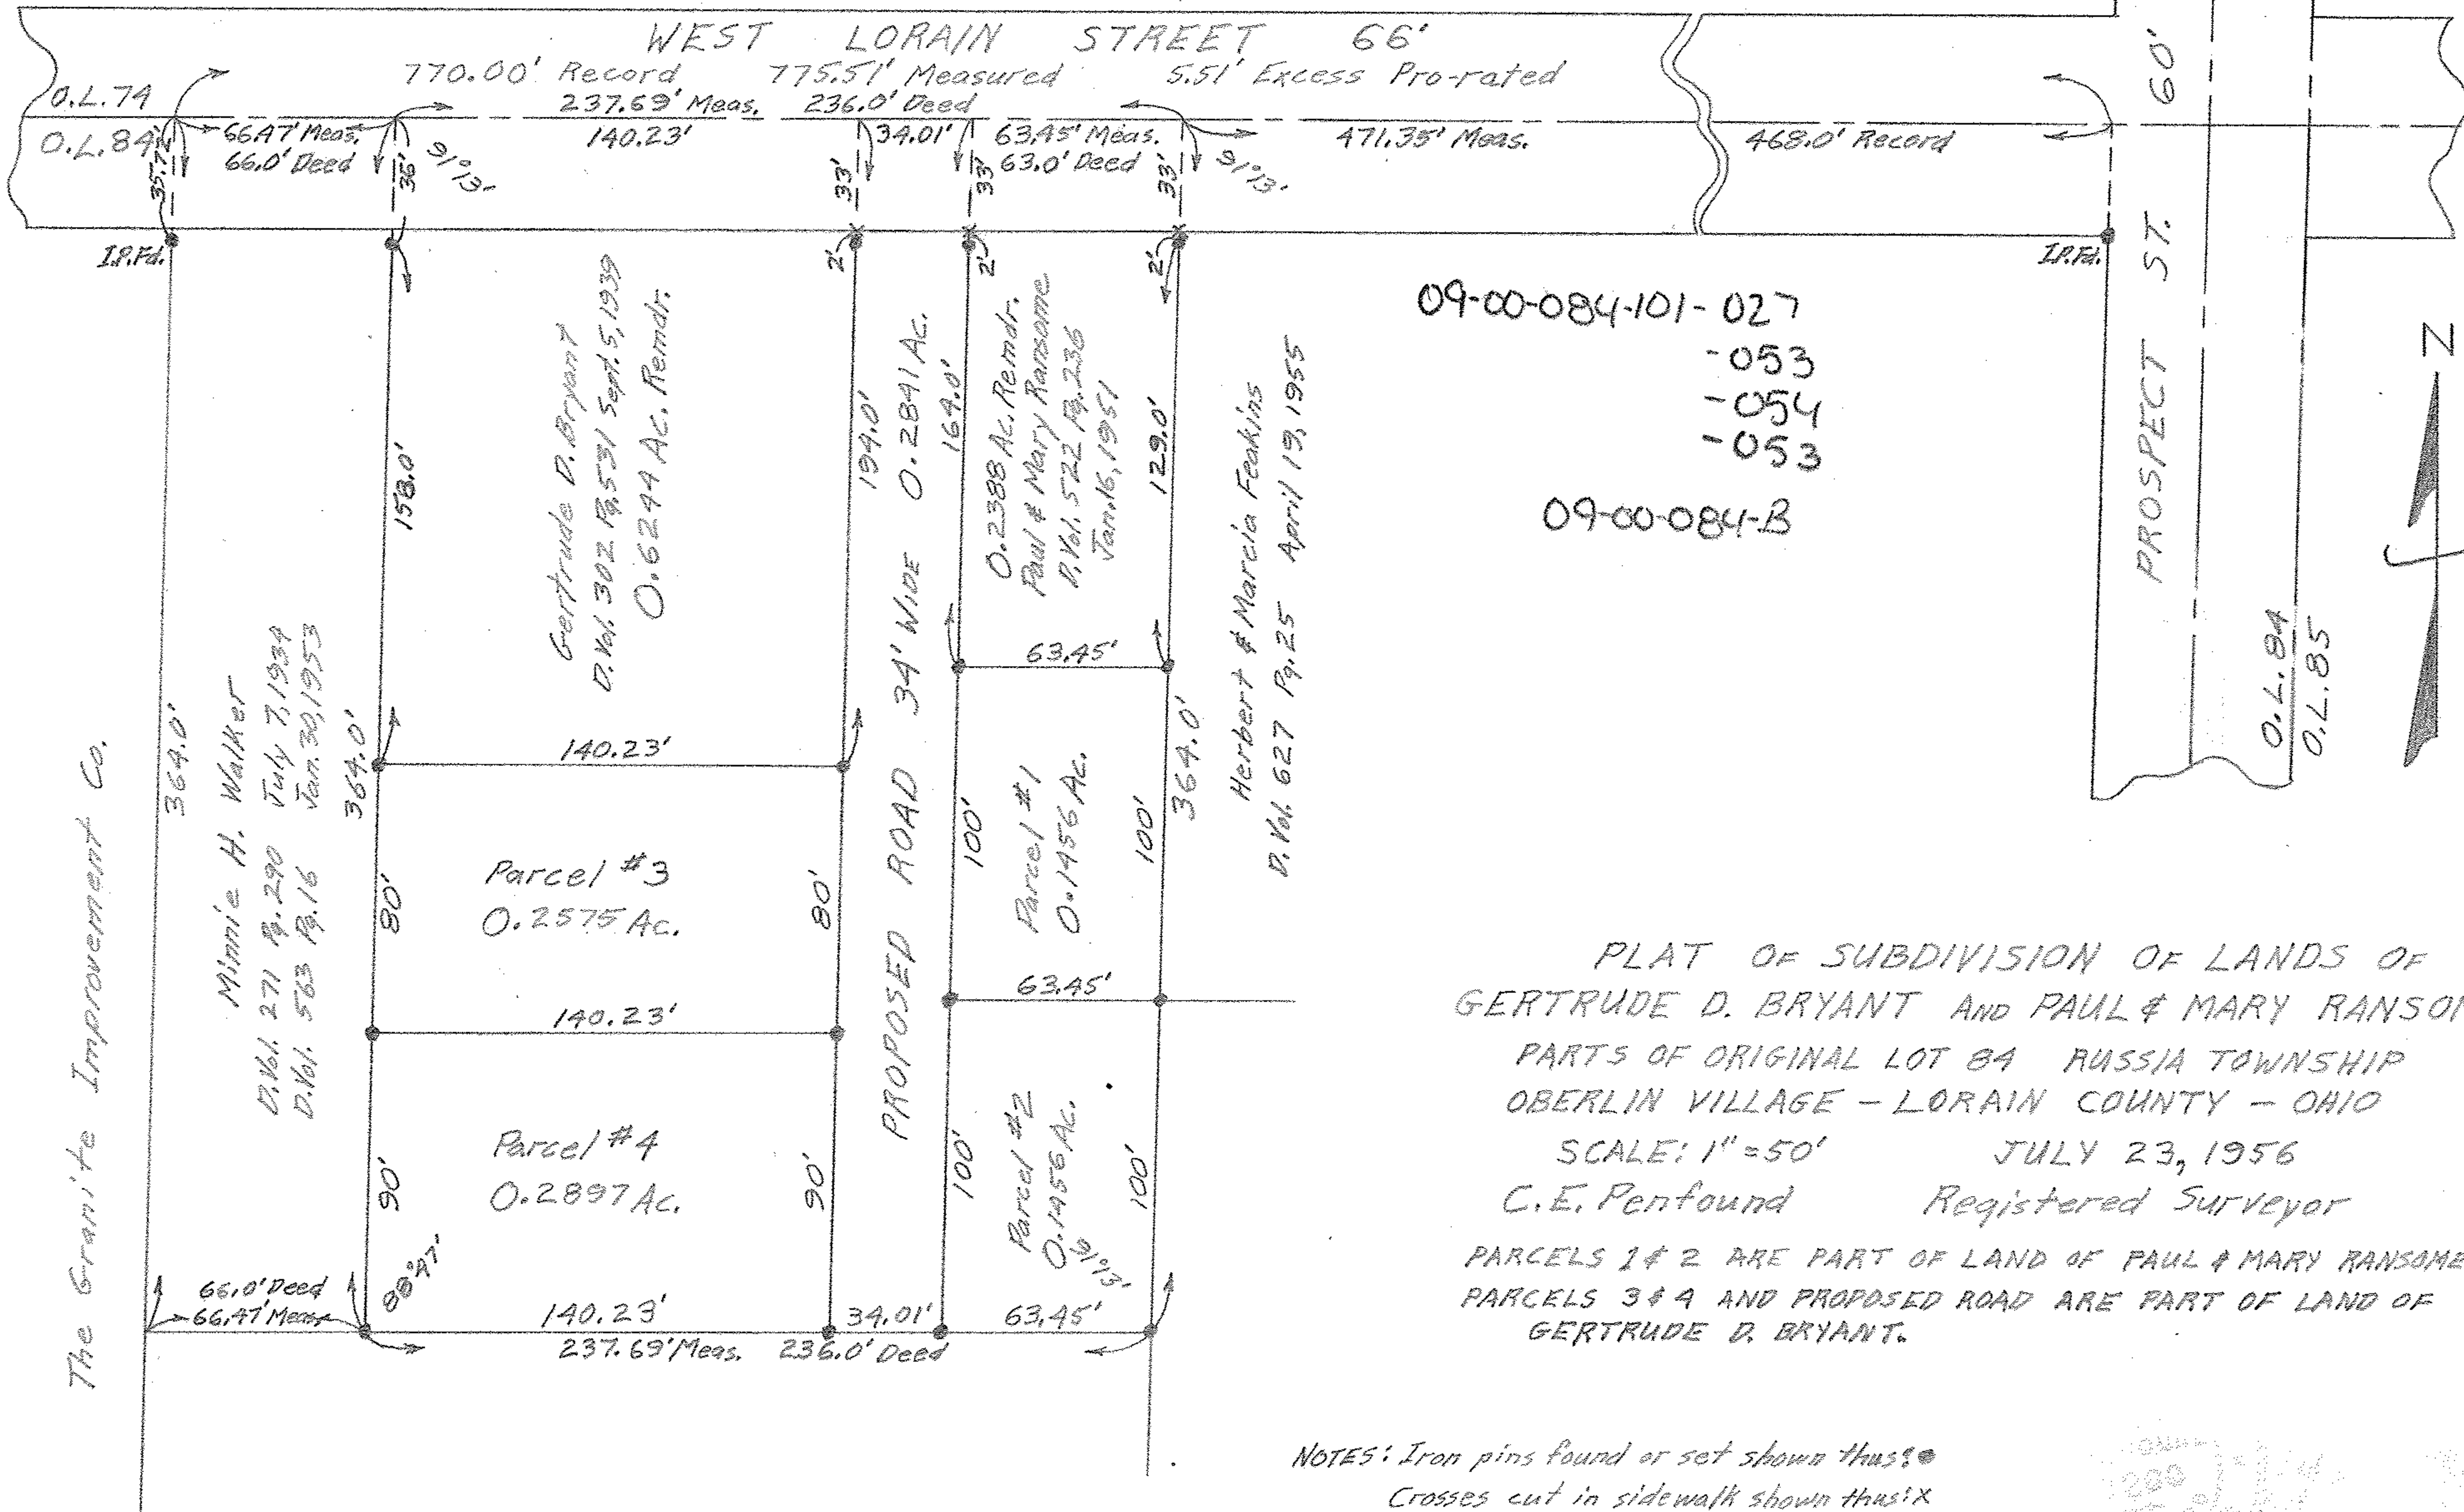 WEST LORAIN STREET 66'
770.00' Record 775.51' Measured 5.51' Excess Pro-rated
237.69' Meas. 236.0' Deed
O.L.74
O.L.84
35.72'
66.47' Meas.
66.0' Deed
36'
91°13'
140.23'
33'
34.01'
33'
63.45' Meas.
63.0' Deed
33'
91°13'
471.35' Meas.
468.0' Record
I.P.Fd.
2'
2'
2'
I.P.Fd.
PROSPECT ST. 60'
O.L.84
O.L.85
N
09-00-084-101-027
-053
-054
-053
09-00-084-B
The Granite Improvement Co.
364.0'
Minnie H. Walker
D.Vol. 271 Pg.290 July 7,1934
D.Vol. 563 Pg.16 Jan.30,1953
364.0'
158.0'
Gertrude D. Bryant
D.Vol. 302 Pg.531 Sept.5,1939
0.6244 Ac. Remdr.
194.0'
PROPOSED ROAD 34' WIDE 0.2841 Ac.
164.0'
0.2388 Ac. Remdr.
Paul & Mary Ransome
D.Vol. 522 Pg.236
Jan.16,1951
129.0'
Herbert & Marcia Feakins
D.Vol. 627 Pg.25 April 19,1955
63.45'
140.23'
364.0'
80'
Parcel #3
0.2575 Ac.
80'
100'
Parcel #1
0.1456 Ac.
100'
63.45'
140.23'
90'
Parcel #4
0.2897 Ac.
90'
100'
Parcel #2
0.1456 Ac.
100'
91°13'
88°47'
66.0' Deed
66.47' Meas.
140.23'
34.01'
63.45'
237.69' Meas. 236.0' Deed
PLAT OF SUBDIVISION OF LANDS OF
GERTRUDE D. BRYANT AND PAUL & MARY RANSOM
PARTS OF ORIGINAL LOT 84 RUSSIA TOWNSHIP
OBERLIN VILLAGE – LORAIN COUNTY – OHIO
SCALE: 1"=50' JULY 23, 1956
C.E. Penfound Registered Surveyor
PARCELS 1 & 2 ARE PART OF LAND OF PAUL & MARY RANSOME
PARCELS 3 & 4 AND PROPOSED ROAD ARE PART OF LAND OF
GERTRUDE D. BRYANT.
NOTES: Iron pins found or set shown thus:
Crosses cut in sidewalk shown thus: x